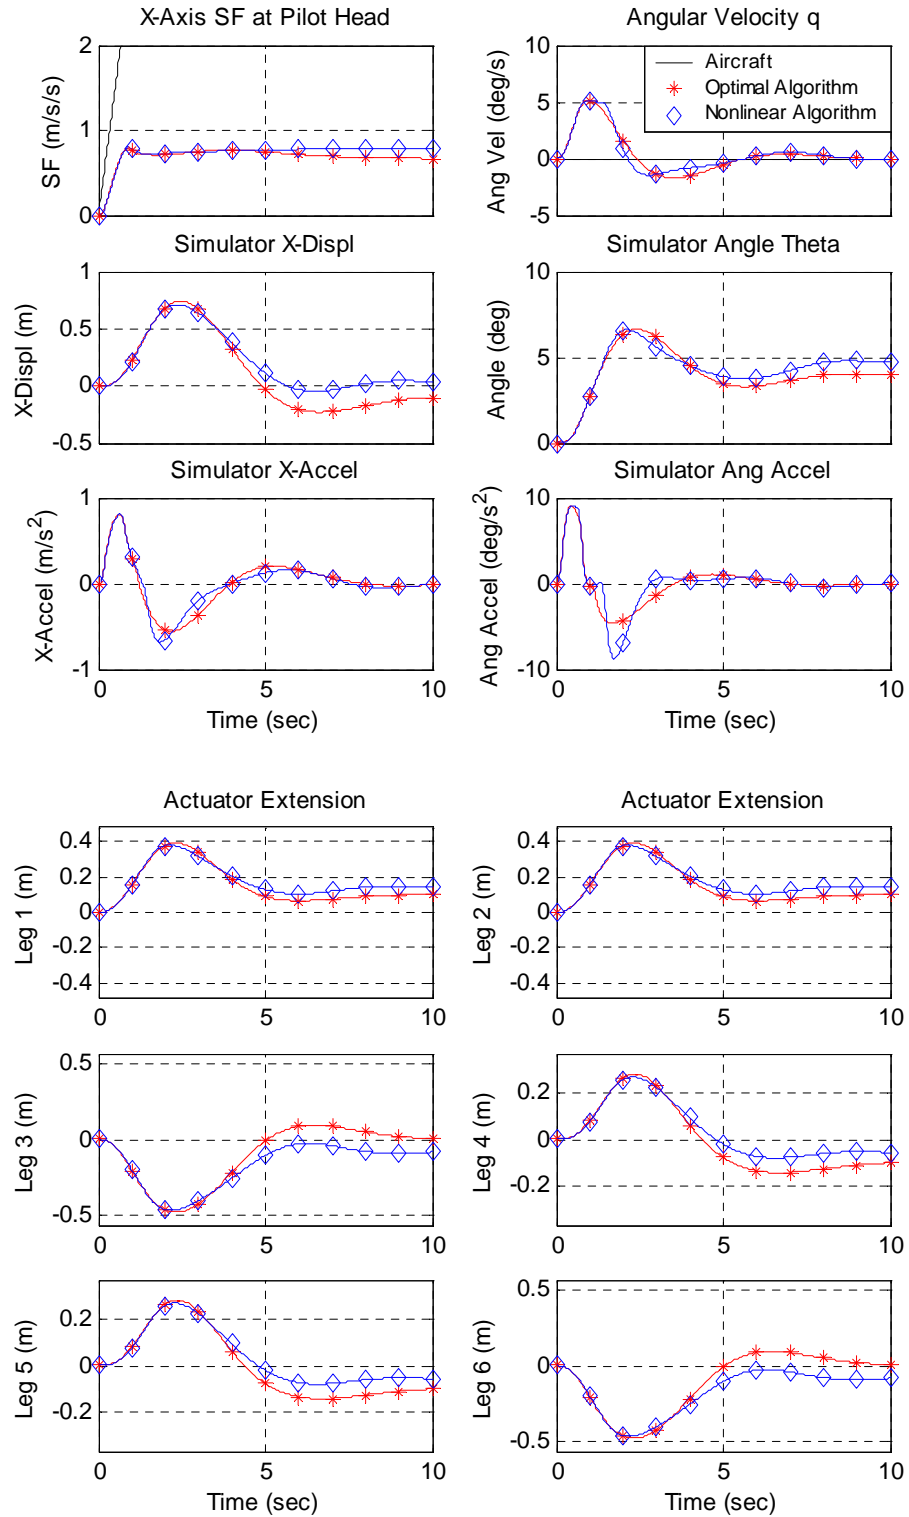 X-Axis SF at Pilot Head
SF (m/s/s)
2
1
0
Angular Velocity q
Ang Vel (deg/s)
10
5
0
-5
Aircraft
Optimal Algorithm
Nonlinear Algorithm
Simulator X-Displ
X-Displ (m)
1
0.5
0
-0.5
Simulator Angle Theta
Angle (deg)
10
5
0
Simulator X-Accel
X-Accel (m/s²)
1
0
-1
0 5 10
Time (sec)
Simulator Ang Accel
Ang Accel (deg/s²)
10
0
-10
0 5 10
Time (sec)
Actuator Extension
Leg 1 (m)
0.4
0.2
0
-0.2
-0.4
0 5 10
Actuator Extension
Leg 2 (m)
0.4
0.2
0
-0.2
-0.4
0 5 10
Leg 3 (m)
0.5
0
-0.5
0 5 10
Leg 4 (m)
0.2
0
-0.2
0 5 10
Leg 5 (m)
0.2
0
-0.2
0 5 10
Time (sec)
Leg 6 (m)
0.5
0
-0.5
0 5 10
Time (sec)